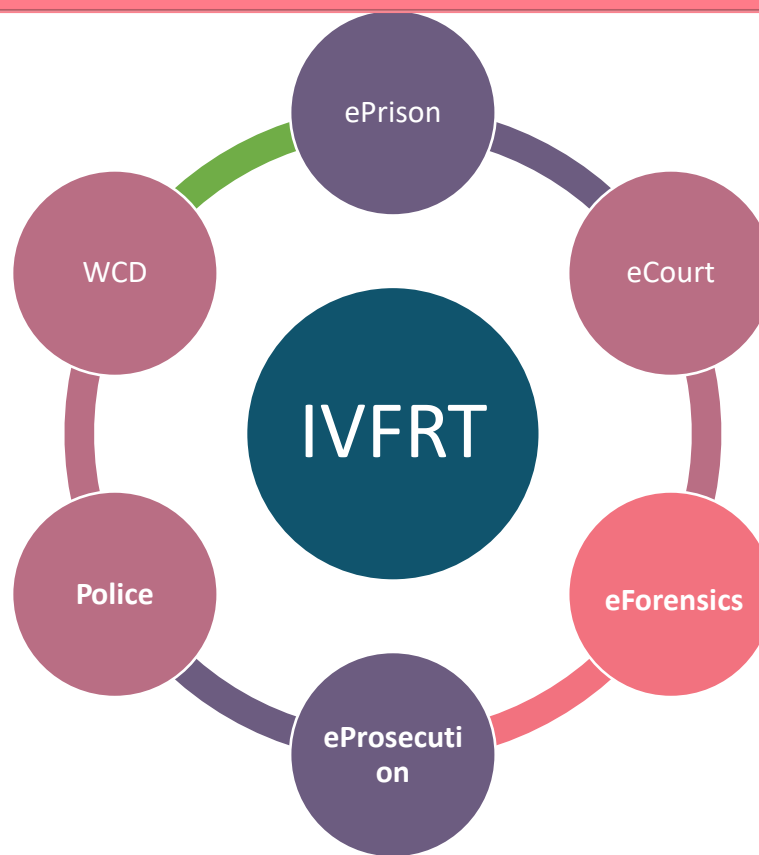 ePrison
WCD
eCourt
IVFRT
Police
eForensics
eProsecuti
on